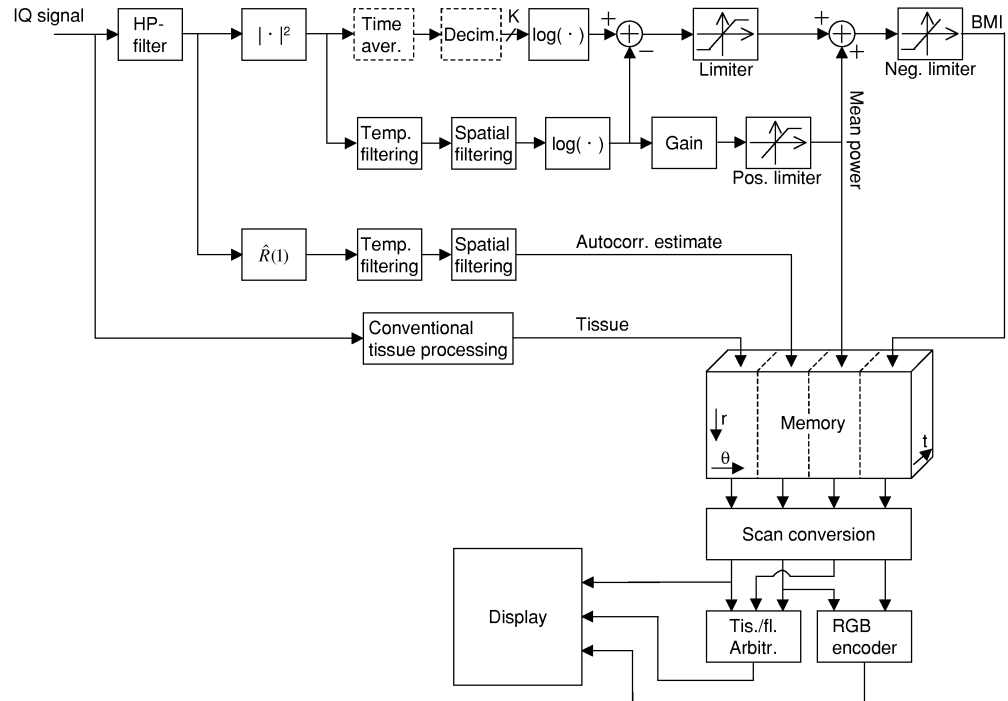 IQ signal
HP-
filter
| · |²
Time
aver.
Decim.
K
log( · )
+
−
Limiter
+
+
Neg. limiter
BMI
Temp.
filtering
Spatial
filtering
log( · )
Gain
Pos. limiter
Mean power
R̂(1)
Temp.
filtering
Spatial
filtering
Autocorr. estimate
Conventional
tissue processing
Tissue
Memory
r
θ
t
Scan conversion
Display
Tis./fl.
Arbitr.
RGB
encoder